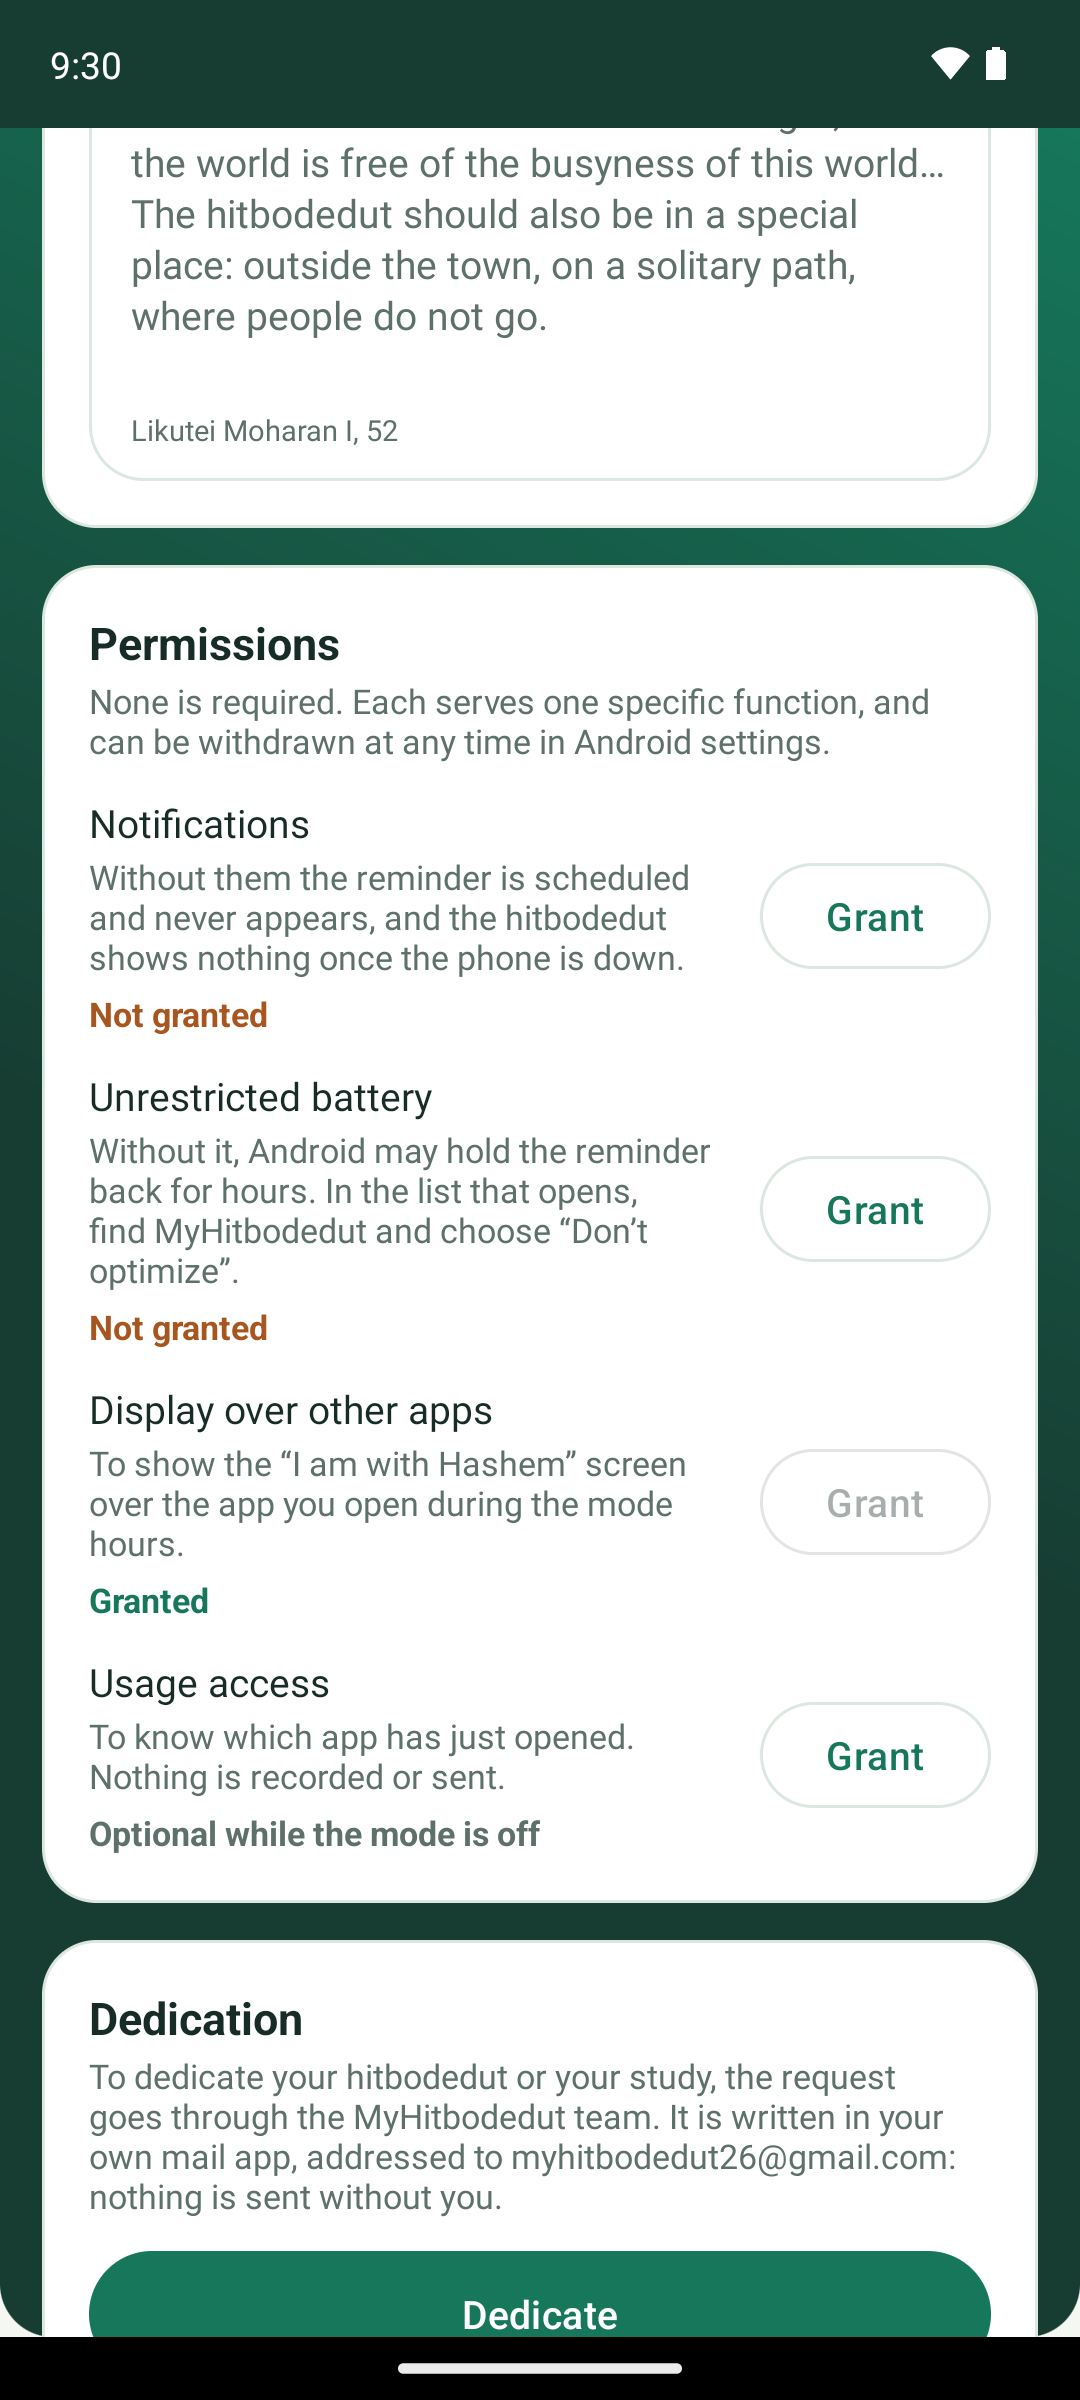 9:30
the world is free of the busyness of this world...
The hitbodedut should also be in a special
place: outside the town, on a solitary path,
where people do not go.
Likutei Moharan I, 52
Permissions
None is required. Each serves one specific function, and
can be withdrawn at any time in Android settings.
Notifications
Without them the reminder is scheduled
and never appears, and the hitbodedut
shows nothing once the phone is down.
Grant
Not granted
Unrestricted battery
Without it, Android may hold the reminder
back for hours. In the list that opens,
find MyHitbodedut and choose “Don’t
optimize”.
Grant
Not granted
Display over other apps
To show the “I am with Hashem” screen
over the app you open during the mode
hours.
Grant
Granted
Usage access
To know which app has just opened.
Nothing is recorded or sent.
Grant
Optional while the mode is off
Dedication
To dedicate your hitbodedut or your study, the request
goes through the MyHitbodedut team. It is written in your
own mail app, addressed to myhitbodedut26@gmail.com:
nothing is sent without you.
Dedicate